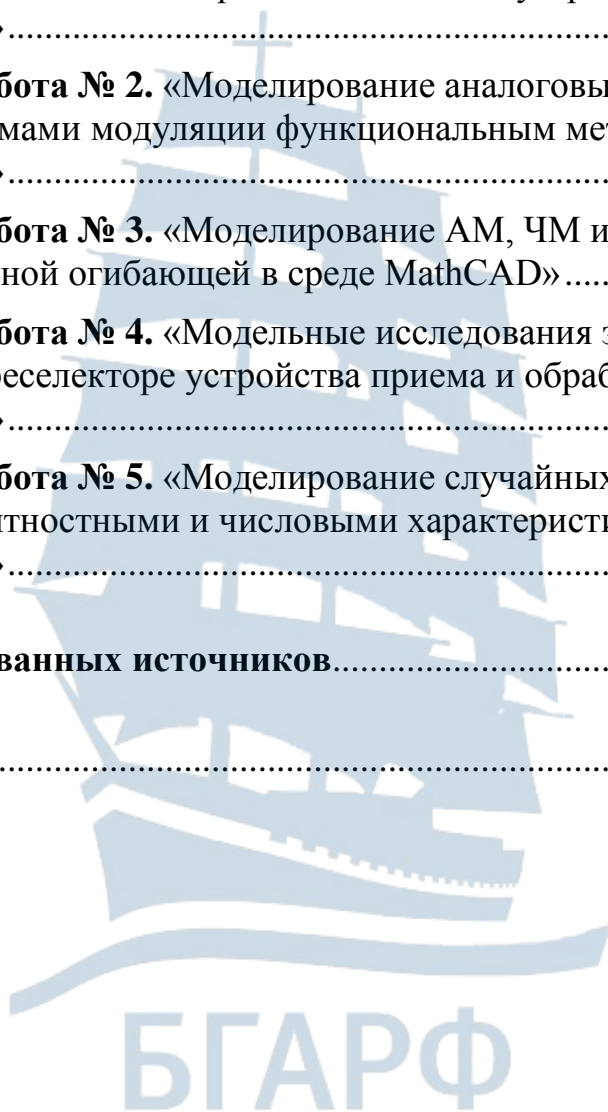 ».......................................................................
бота № 2. «Моделирование аналоговы
мами модуляции функциональным мет
».......................................................................
бота № 3. «Моделирование АМ, ЧМ и
ной огибающей в среде MathCAD»......
бота № 4. «Модельные исследования э
реселекторе устройства приема и обраб
».......................................................................
бота № 5. «Моделирование случайных
тностными и числовыми характеристи
».......................................................................
ванных источников....................................
.......................................................................
БГАРФ